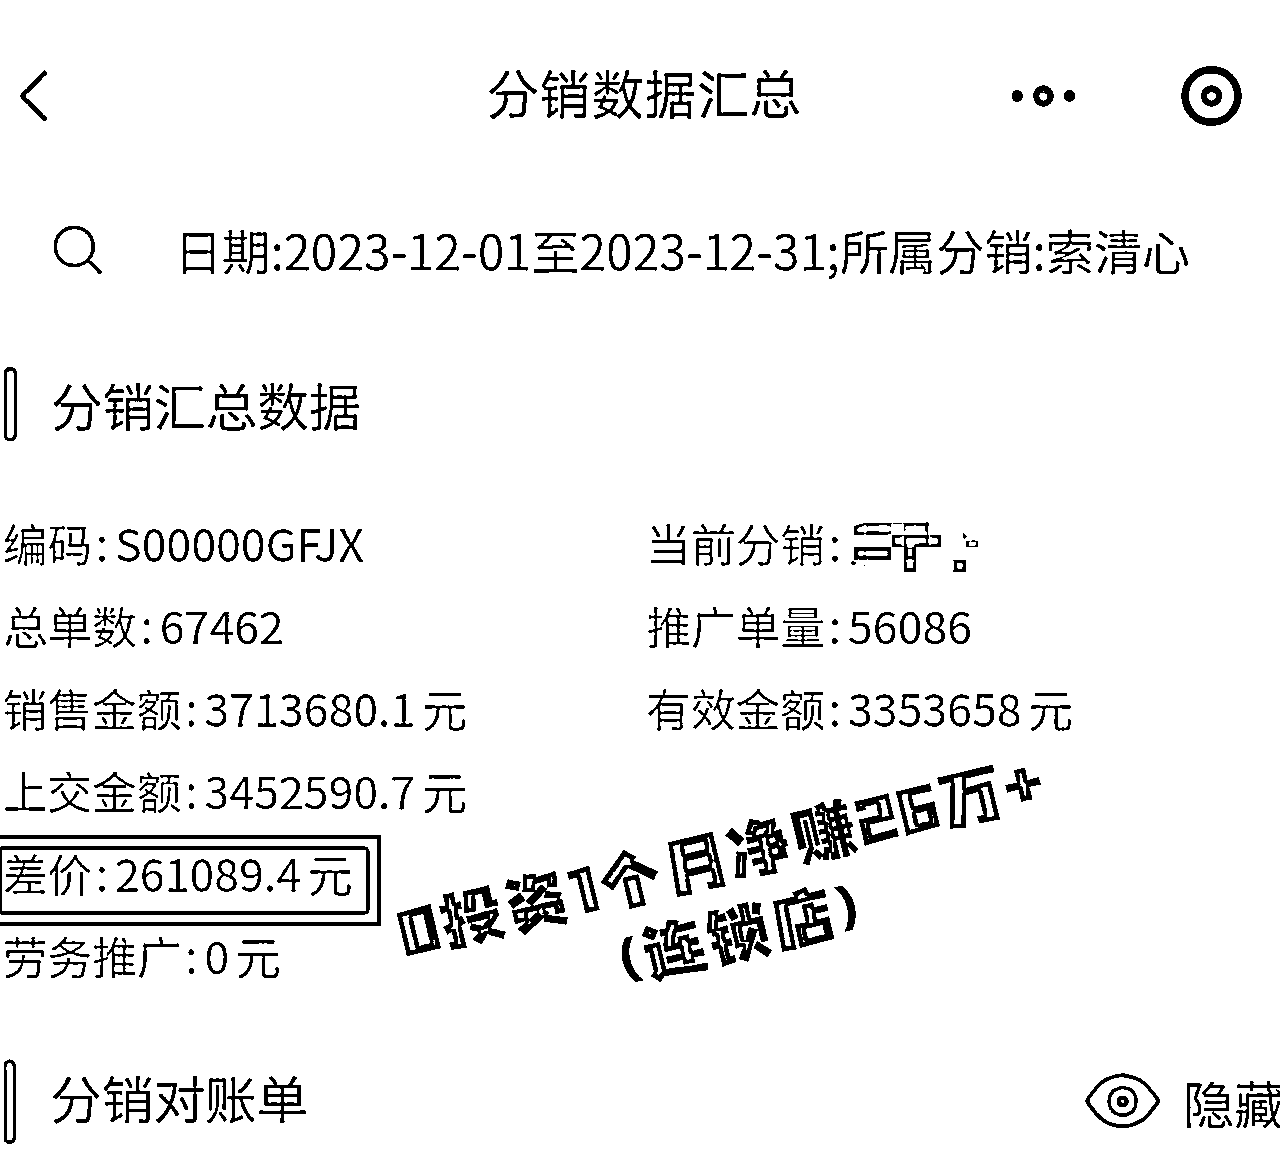 分销数据汇总
日期:2023-12-01至2023-12-31;所属分销:索清心
分销汇总数据
编码:S00000GFJX
当前分销:
总单数:67462
推广单量:56086
销售金额:3713680.1元
有效金额:3353658元
上交金额:3452590.7元
差价:261089.4元
0投资1个月净赚26万+
(连锁店)
劳务推广:0元
分销对账单
隐藏